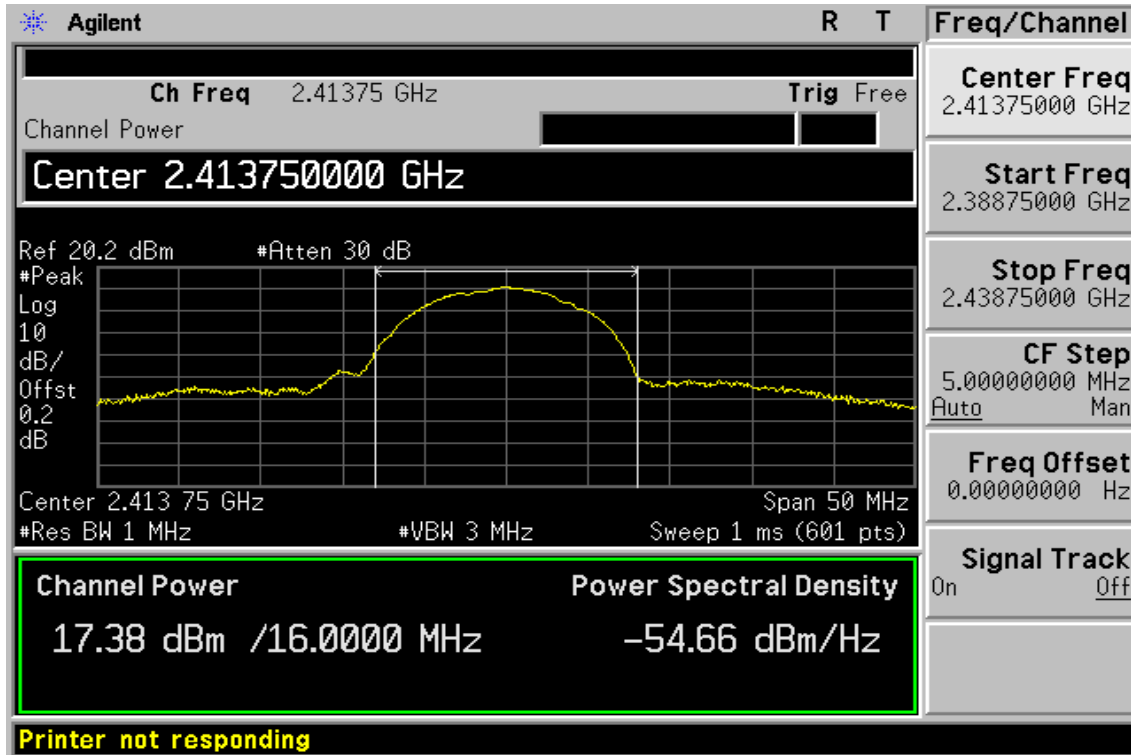 Agilent R T
Ch Freq 2.41375 GHz Trig Free
Channel Power
Center 2.413750000 GHz
Ref 20.2 dBm #Atten 30 dB
#Peak
Log
10
dB/
Offst
0.2
dB
Center 2.413 75 GHz Span 50 MHz
#Res BW 1 MHz #VBW 3 MHz Sweep 1 ms (601 pts)
Channel Power Power Spectral Density
17.38 dBm /16.0000 MHz -54.66 dBm/Hz
Printer not responding
Freq/Channel
Center Freq
2.41375000 GHz
Start Freq
2.38875000 GHz
Stop Freq
2.43875000 GHz
CF Step
5.00000000 MHz
Auto Man
Freq Offset
0.00000000 Hz
Signal Track
On Off